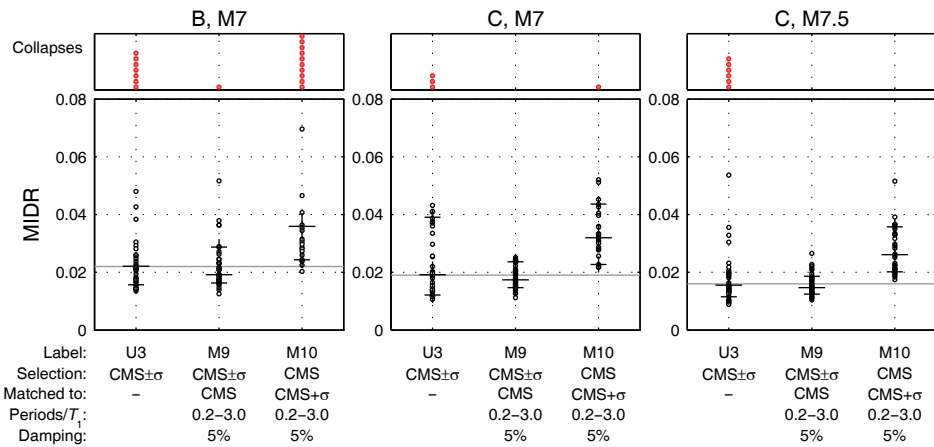 B, M7 C, M7 C, M7.5
Collapses
0.08 0.08 0.08
0.06 0.06 0.06
0.04 0.04 0.04
0.02 0.02 0.02
0 0 0
MIDR
Label: U3 M9 M10 U3 M9 M10 U3 M9 M10
Selection: CMS±σ CMS±σ CMS CMS±σ CMS±σ CMS CMS±σ CMS±σ CMS
Matched to: – CMS CMS+σ – CMS CMS+σ – CMS CMS+σ
Periods/T1: 0.2−3.0 0.2−3.0 0.2−3.0 0.2−3.0 0.2−3.0 0.2−3.0
Damping: 5% 5% 5% 5% 5% 5%